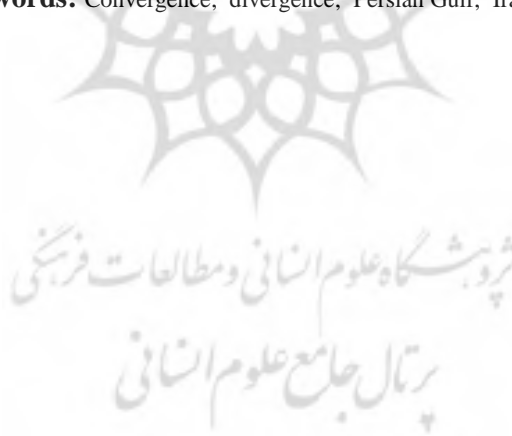 words: Convergence, divergence, Persian Gulf, Ira
پژوهشگاه علوم انسانی و مطالعات فرهنگی
پرتال جامع علوم انسانی